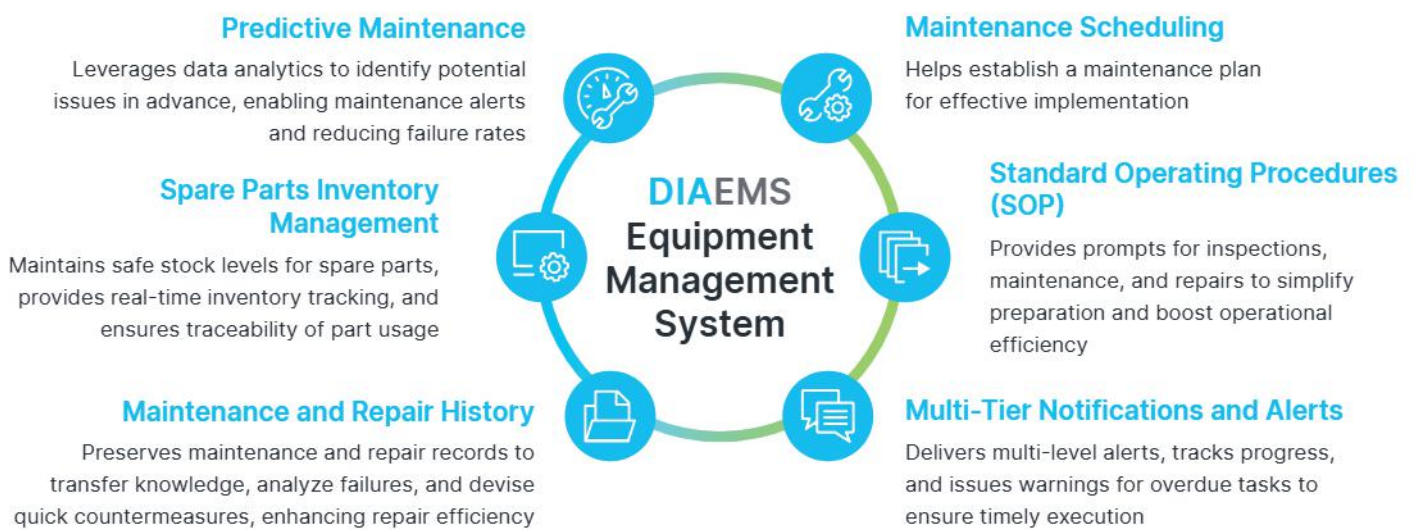 Predictive Maintenance
Leverages data analytics to identify potential
issues in advance, enabling maintenance alerts
and reducing failure rates
Maintenance Scheduling
Helps establish a maintenance plan
for effective implementation
Spare Parts Inventory
Management
Maintains safe stock levels for spare parts,
provides real-time inventory tracking, and
ensures traceability of part usage
DIAEMS
Equipment
Management
System
Standard Operating Procedures
(SOP)
Provides prompts for inspections,
maintenance, and repairs to simplify
preparation and boost operational
efficiency
Maintenance and Repair History
Preserves maintenance and repair records to
transfer knowledge, analyze failures, and devise
quick countermeasures, enhancing repair efficiency
Multi-Tier Notifications and Alerts
Delivers multi-level alerts, tracks progress,
and issues warnings for overdue tasks to
ensure timely execution